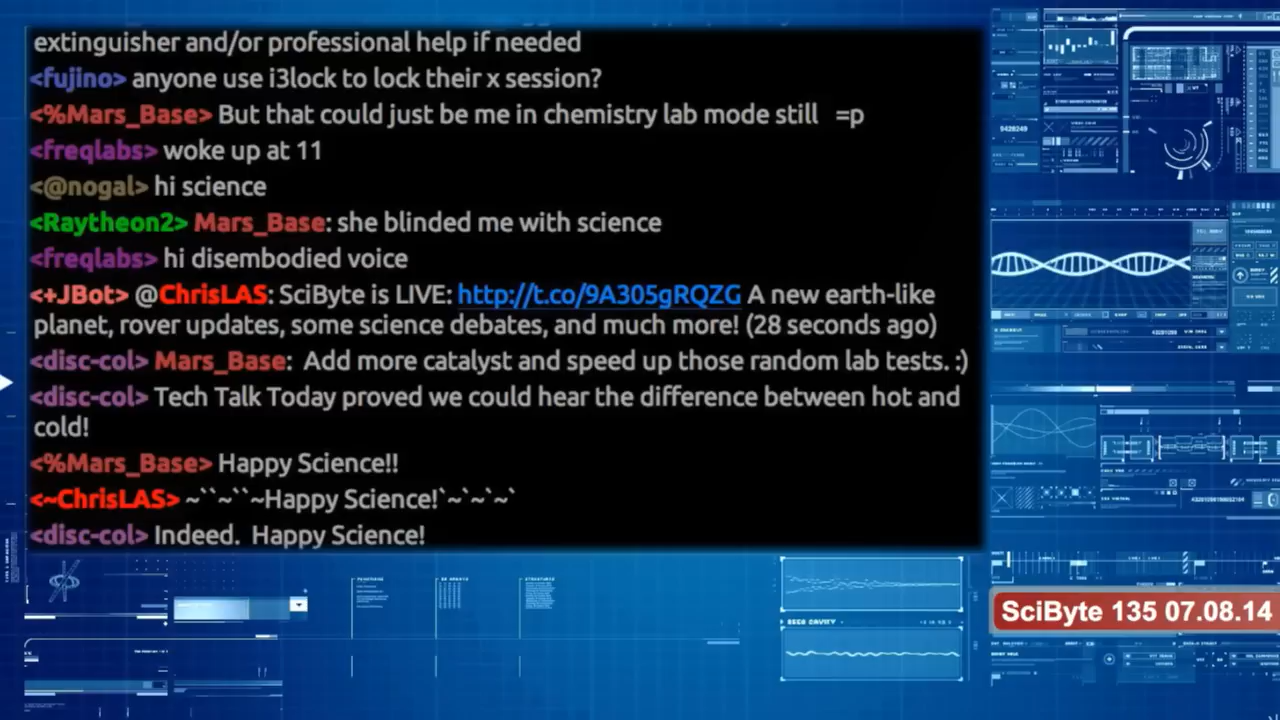 extinguisher and/or professional help if needed
<fujino> anyone use i3lock to lock their x session?
<%Mars_Base> But that could just be me in chemistry lab mode still   =p
<freqlabs> woke up at 11
<@nogal> hi science
<Raytheon2> Mars_Base: she blinded me with science
<freqlabs> hi disembodied voice
<+JBot> @ChrisLAS: SciByte is LIVE: http://t.co/9A305gRQZG A new earth-like
planet, rover updates, some science debates, and much more! (28 seconds ago)
<disc-col> Mars_Base:  Add more catalyst and speed up those random lab tests. :)
<disc-col> Tech Talk Today proved we could hear the difference between hot and
cold!
<%Mars_Base> Happy Science!!
<~ChrisLAS> ~``~``~Happy Science!`~`~`~`
<disc-col> Indeed.  Happy Science!
SciByte 135 07.08.14